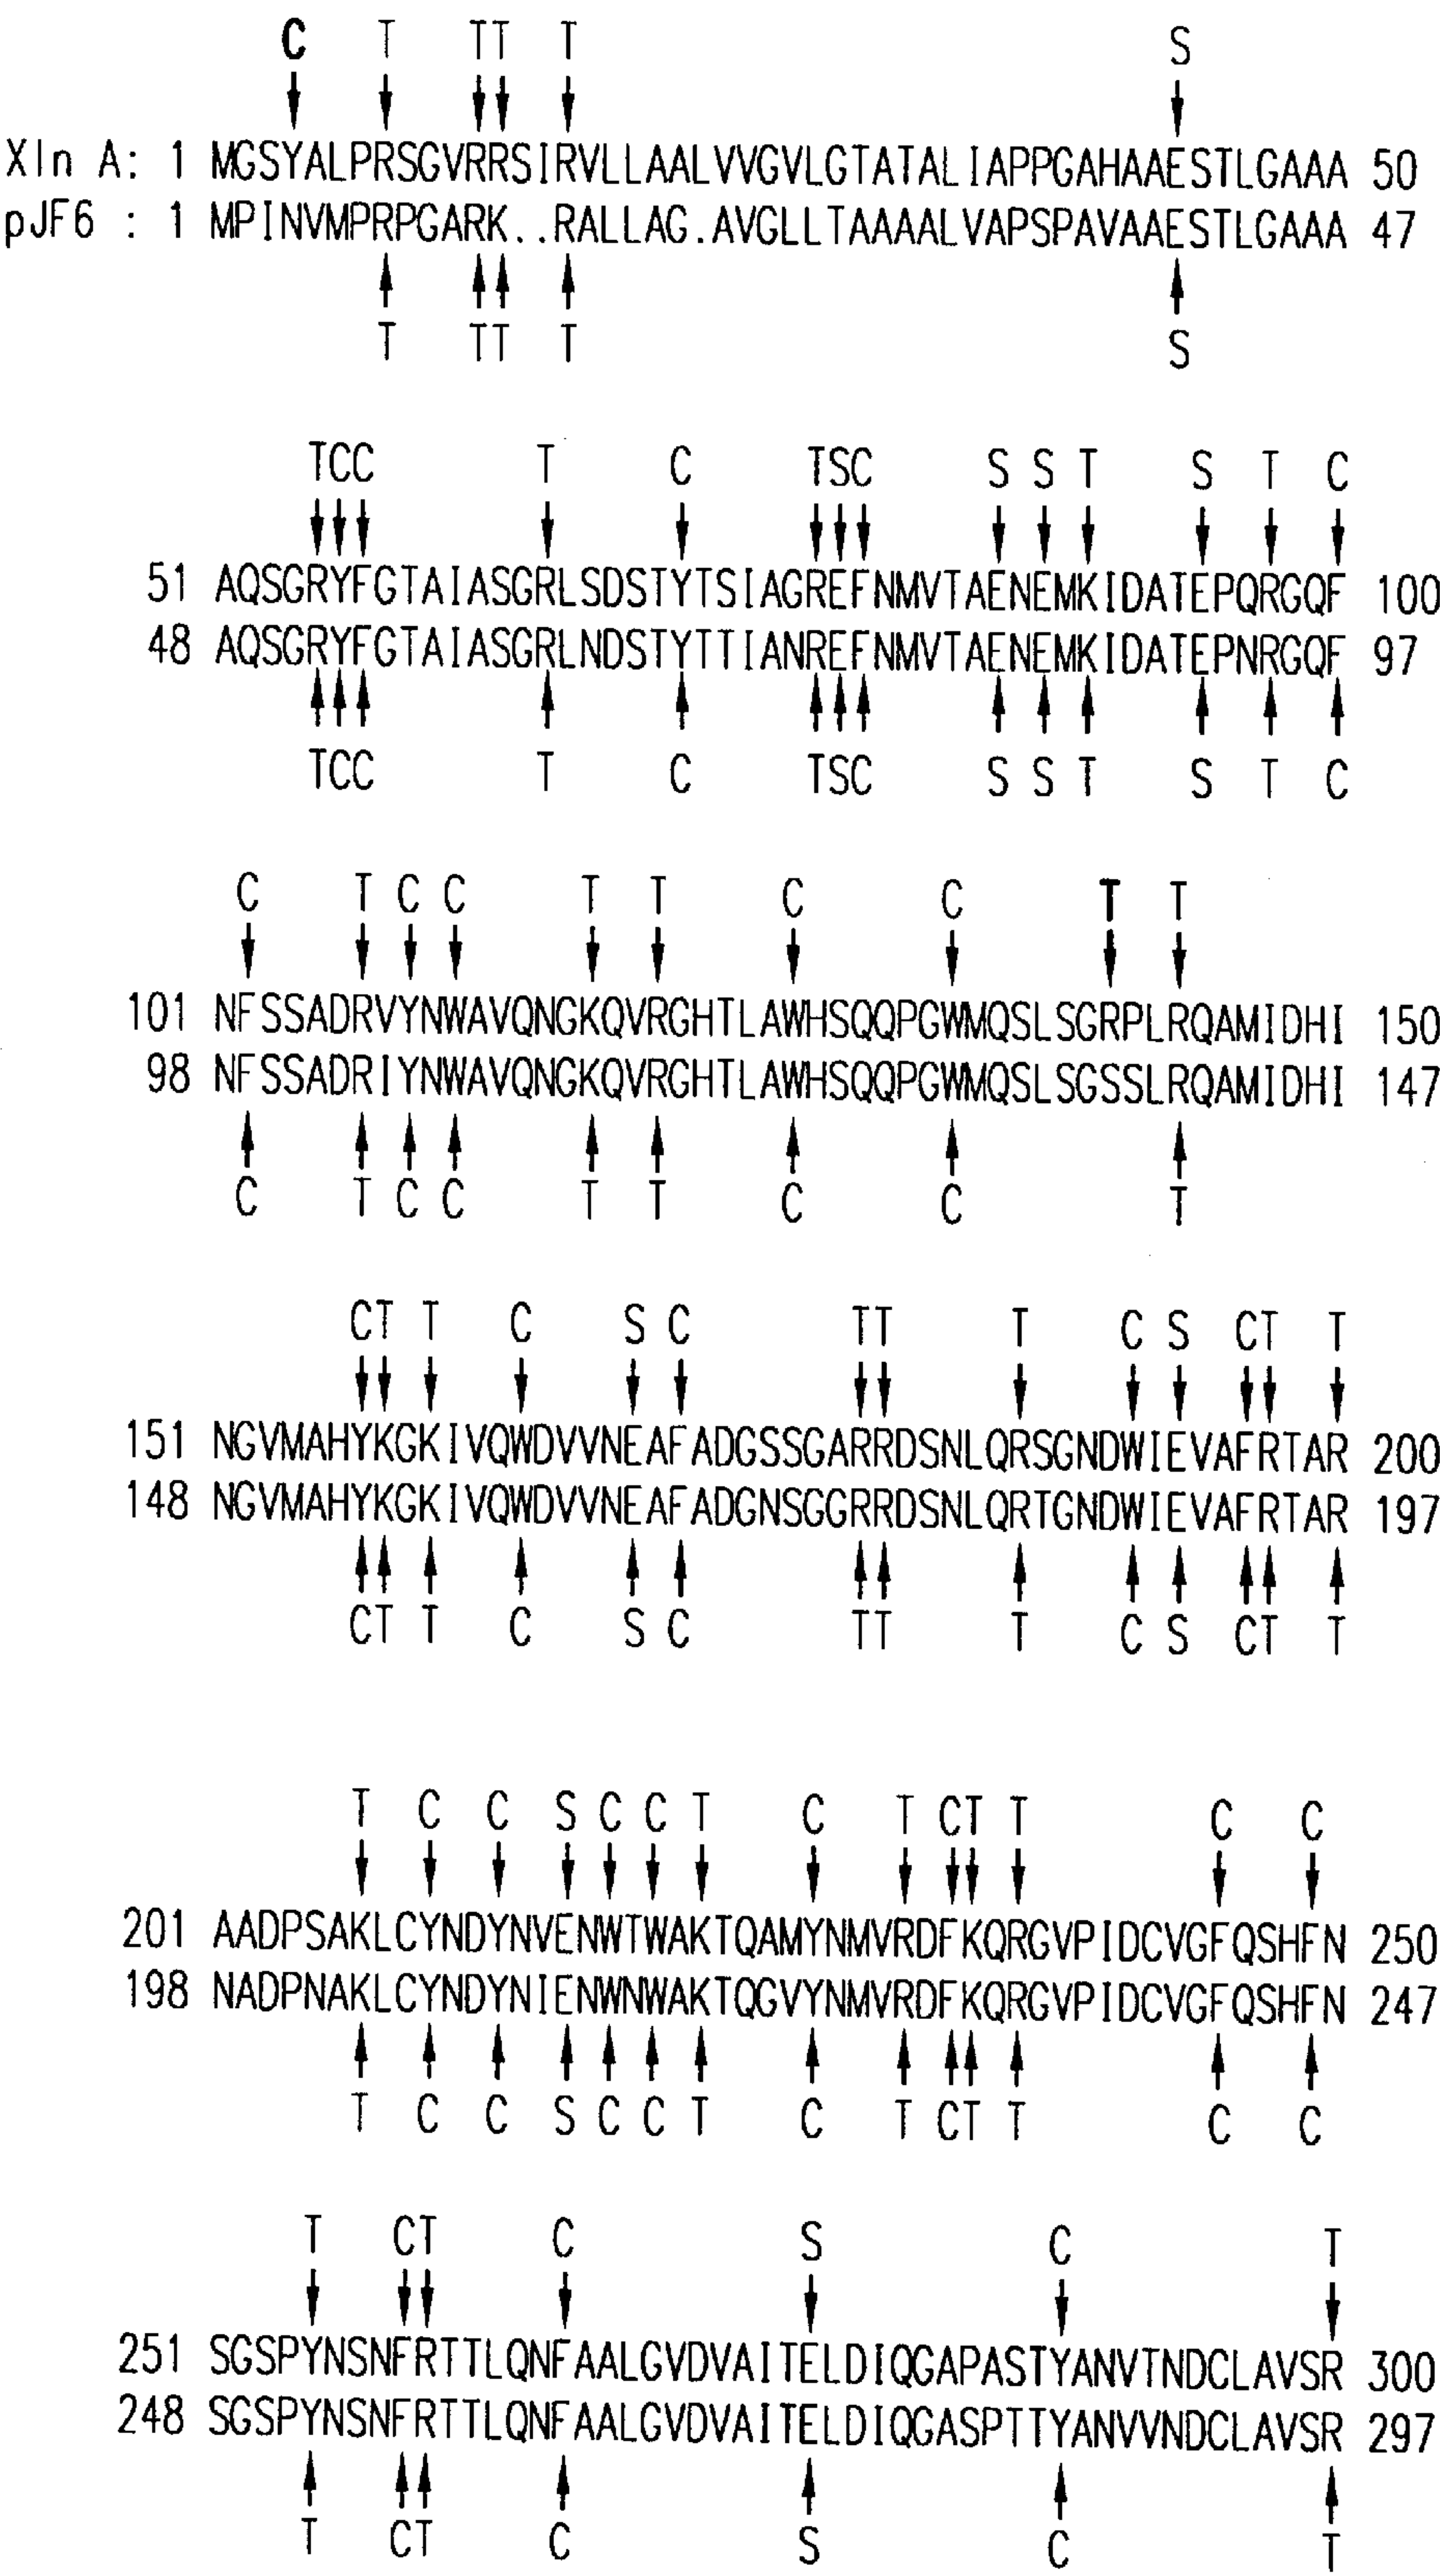 C T TT T S
Xln A: 1 MGSYALPRSGVRRSIRVLLAALVVGVLGTATALIAPPGAHAAESTLGAAA 50
pJF6 : 1 MPINVMPRPGARK..RALLAG.AVGLLTAAAALVAPSPAVAAESTLGAAA 47
T TT T S
TCC T C TSC S S T S T C
51 AQSGRYFGTAIASGRLSDSTYTSIAGREFNMVTAENEMKIDATEPQRGQF 100
48 AQSGRYFGTAIASGRLNDSTYTTIANREFNMVTAENEMKIDATEPNRGQF 97
TCC T C TSC S S T S T C
C T C C T T C C T T
101 NFSSADRVYNWAVQNGKQVRGHTLAWHSQQPGWMQSLSGRPLRQAMIDHI 150
98 NFSSADRIYNWAVQNGKQVRGHTLAWHSQQPGWMQSLSGSSLRQAMIDHI 147
C T C C T T C C T
CT T C S C TT T C S CT T
151 NGVMAHYKGKIVQWDVVNEAFADGSSGARRDSNLQRSGNDWIEVAFRTAR 200
148 NGVMAHYKGKIVQWDVVNEAFADGNSGGRRDSNLQRTGNDWIEVAFRTAR 197
CT T C S C TT T C S CT T
T C C S C C T C T CT T C C
201 AADPSAKLCYNDYNVENWTWAKTQAMYNMVRDFKQRGVPIDCVGFQSHFN 250
198 NADPNAKLCYNDYNIENWNWAKTQGVYNMVRDFKQRGVPIDCVGFQSHFN 247
T C C S C C T C T CT T C C
T CT C S C T
251 SGSPYNSNFRTTLQNFAALGVDVAITELDIQGAPASTYANVTNDCLAVSR 300
248 SGSPYNSNFRTTLQNFAALGVDVAITELDIQGASPTTYANVVNDCLAVSR 297
T CT C S C T